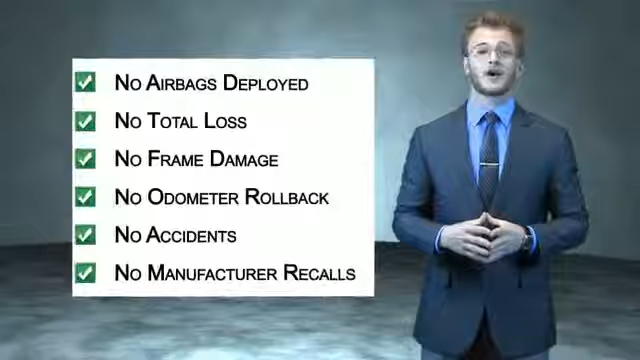 No Airbags Deployed
No Total Loss
No Frame Damage
No Odometer Rollback
No Accidents
No Manufacturer Recalls